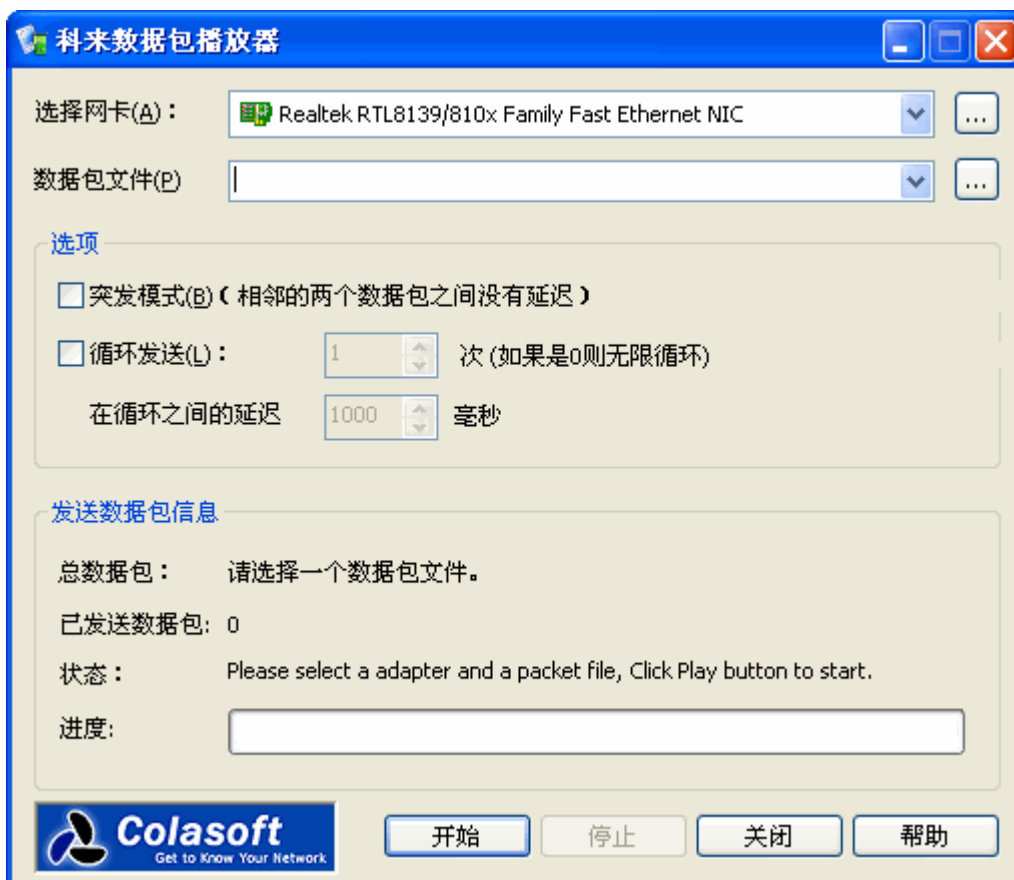 科来数据包播放器
选择网卡(A)： Realtek RTL8139/810x Family Fast Ethernet NIC ...
数据包文件(P) ...
选项
突发模式(B)(相邻的两个数据包之间没有延迟)
循环发送(L)： 1 次(如果是0则无限循环)
在循环之间的延迟 1000 毫秒
发送数据包信息
总数据包： 请选择一个数据包文件。
已发送数据包: 0
状态： Please select a adapter and a packet file, Click Play button to start.
进度:
Colasoft
Get to Know Your Network
开始 停止 关闭 帮助